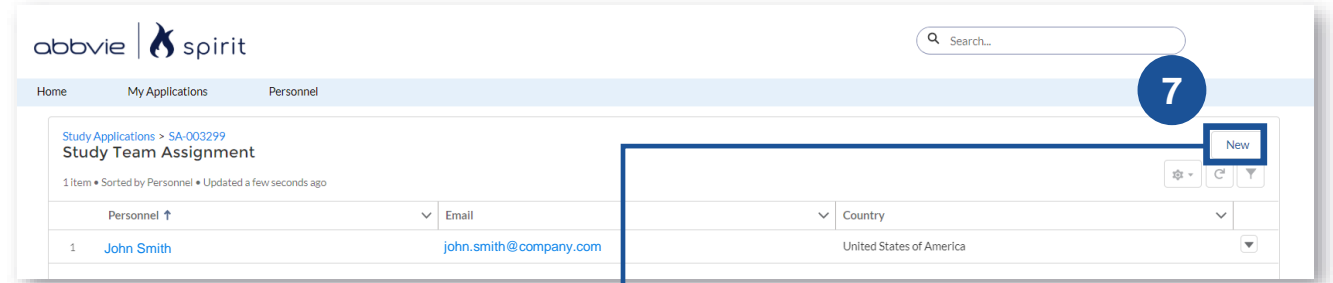 abbvie spirit
Search...
Home My Applications Personnel
7
Study Applications > SA-003299
New
Study Team Assignment
1 item • Sorted by Personnel • Updated a few seconds ago
Personnel ↑ Email Country
1 John Smith john.smith@company.com United States of America